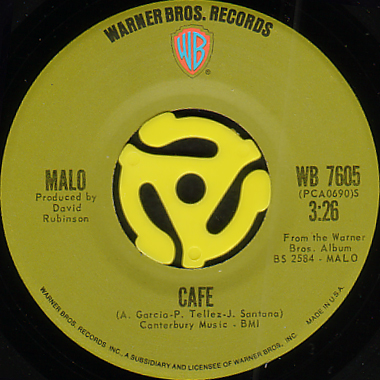 WARNER BROS. RECORDS
WB
®
MALO
Produced by
David
Rubinson
WB 7605
(PCA0690)S
3:26
From the Warner
Bros. Album
BS 2584 - MALO
CAFE
(A. Garcia-P. Tellez-J. Santana)
Canterbury Music - BMI
WARNER BROS. RECORDS INC., A SUBSIDIARY AND LICENSEE OF WARNER BROS. INC.
MADE IN U.S.A.